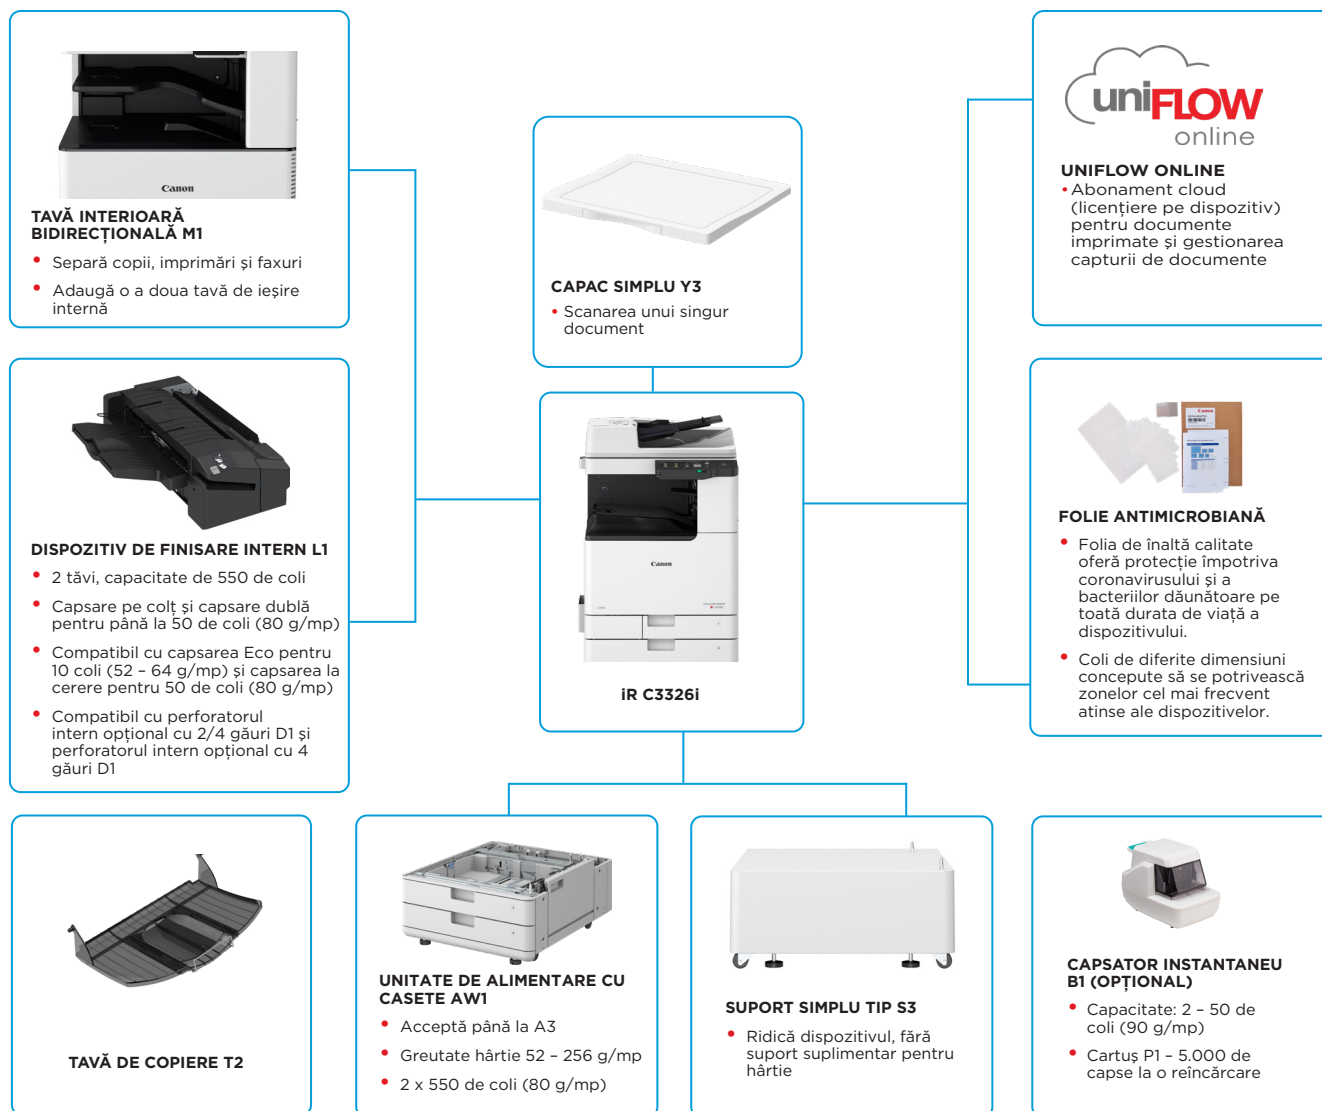 Canon
TAVĂ INTERIOARĂ
BIDIRECȚIONALĂ M1
• Separă copii, imprimări și faxuri
• Adaugă o a doua tavă de ieșire
internă
CAPAC SIMPLU Y3
• Scanarea unui singur
document
uniFLOW
online
UNIFLOW ONLINE
• Abonament cloud
(licențiere pe dispozitiv)
pentru documente
imprimate și gestionarea
capturii de documente
DISPOZITIV DE FINISARE INTERN L1
• 2 tăvi, capacitate de 550 de coli
• Capsare pe colț și capsare dublă
pentru până la 50 de coli (80 g/mp)
• Compatibil cu capsarea Eco pentru
10 coli (52 – 64 g/mp) și capsarea la
cerere pentru 50 de coli (80 g/mp)
• Compatibil cu perforatorul
intern opțional cu 2/4 găuri D1 și
perforatorul intern opțional cu 4
găuri D1
Canon
iR C3326i
Canon
FOLIE ANTIMICROBIANĂ
• Folia de înaltă calitate
oferă protecție împotriva
coronavirusului și a
bacteriilor dăunătoare pe
toată durata de viață a
dispozitivului.
• Coli de diferite dimensiuni
concepute să se potrivească
zonelor cel mai frecvent
atinse ale dispozitivelor.
TAVĂ DE COPIERE T2
UNITATE DE ALIMENTARE CU
CASETE AW1
• Acceptă până la A3
• Greutate hârtie 52 – 256 g/mp
• 2 x 550 de coli (80 g/mp)
SUPORT SIMPLU TIP S3
• Ridică dispozitivul, fără
suport suplimentar pentru
hârtie
CAPSATOR INSTANTANEU
B1 (OPȚIONAL)
• Capacitate: 2 – 50 de
coli (90 g/mp)
• Cartuș P1 – 5.000 de
capse la o reîncărcare